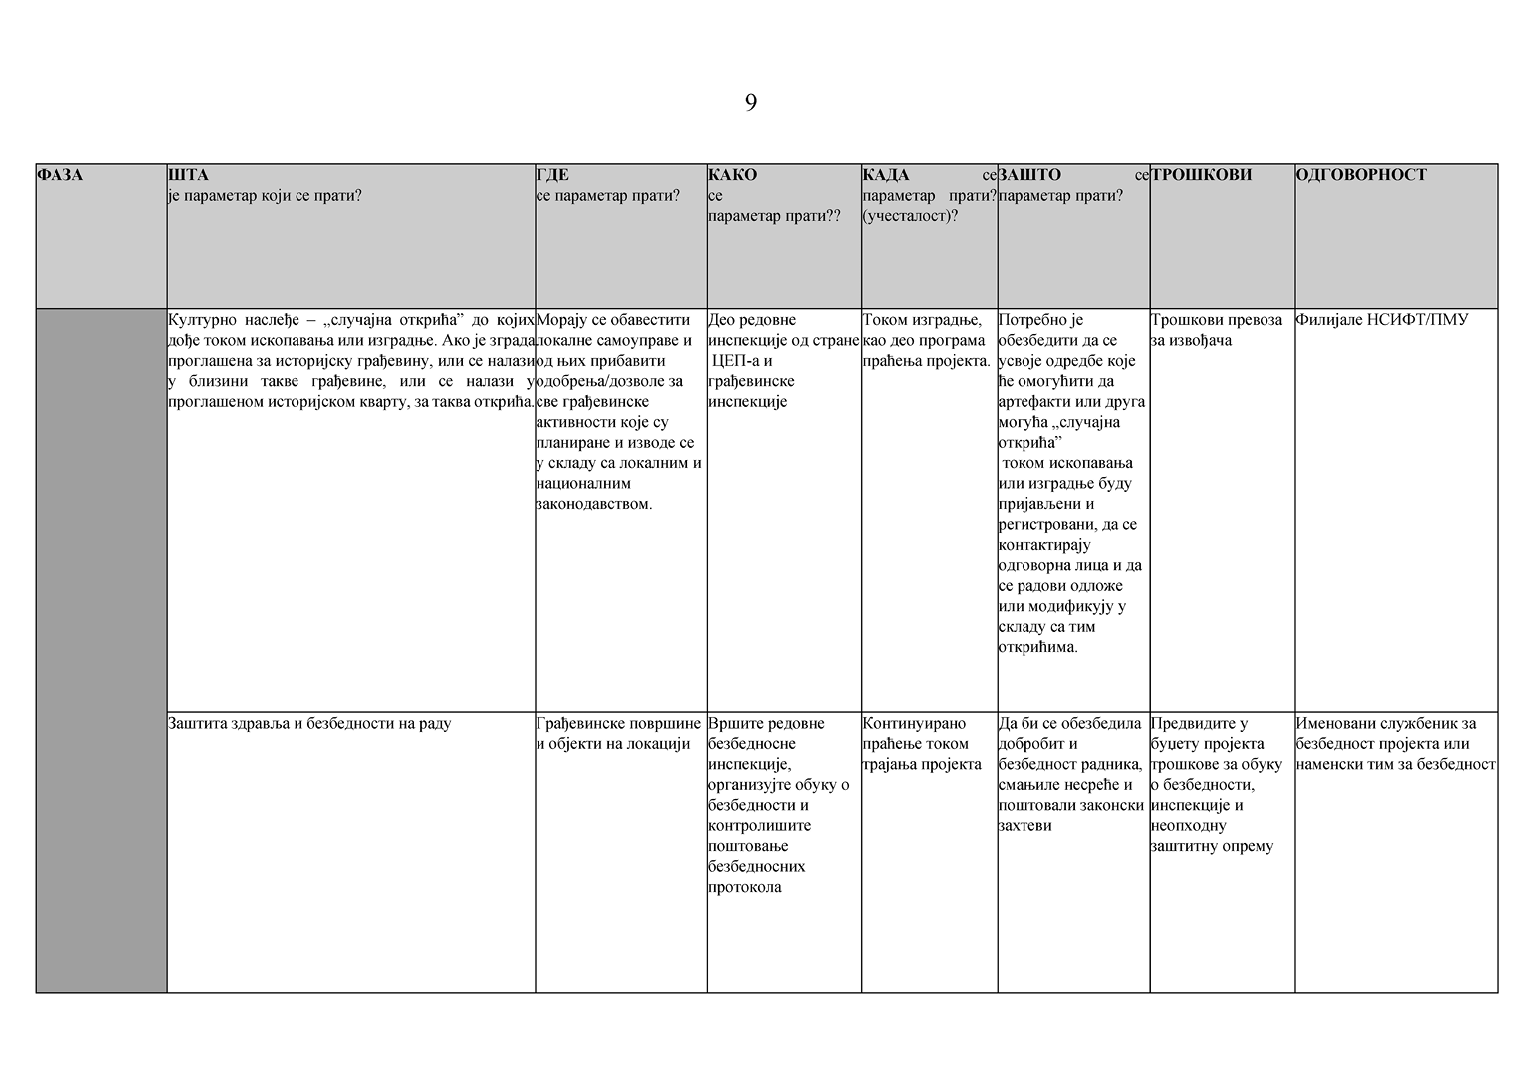 9
ФАЗА
ШТА
је параметар који се прати?
ГДЕ
се параметар прати?
КАКО
се
параметар прати??
КАДА се
параметар прати?
(учесталост)?
ЗАШТО се
параметар прати?
ТРОШКОВИ
ОДГОВОРНОСТ
Културно наслеђе – „случајна открића” до којих
дође током ископавања или изградње. Ако је зграда
проглашена за историјску грађевину, или се налази
у близини такве грађевине, или се налази у
проглашеном историјском кварту, за таква открића.
Морају се обавестити
локалне самоуправе и
од њих прибавити
одобрења/дозволе за
све грађевинске
активности које су
планиране и изводе се
у складу са локалним и
националним
законодавством.
Део редовне
инспекције од стране
ЦЕП-а и
грађевинске
инспекције
Током изградње,
као део програма
праћења пројекта.
Потребно је
обезбедити да се
усвоје одредбе које
ће омогућити да
артефакти или друга
могућа „случајна
открића”
током ископавања
или изградње буду
пријављени и
регистровани, да се
контактирају
одговорна лица и да
се радови одложе
или модификују у
складу са тим
открићима.
Трошкови превоза
за извођача
Филијале НСИФТ/ПМУ
Заштита здравља и безбедности на раду
Грађевинске површине
и објекти на локацији
Вршите редовне
безбедносне
инспекције,
организујте обуку о
безбедности и
контролишите
поштовање
безбедносних
протокола
Континуирано
праћење током
трајања пројекта
Да би се обезбедила
добробит и
безбедност радника,
смањиле несреће и
поштовали законски
захтеви
Предвидите у
буџету пројекта
трошкове за обуку
о безбедности,
инспекције и
неопходну
заштитну опрему
Именовани службеник за
безбедност пројекта или
наменски тим за безбедност